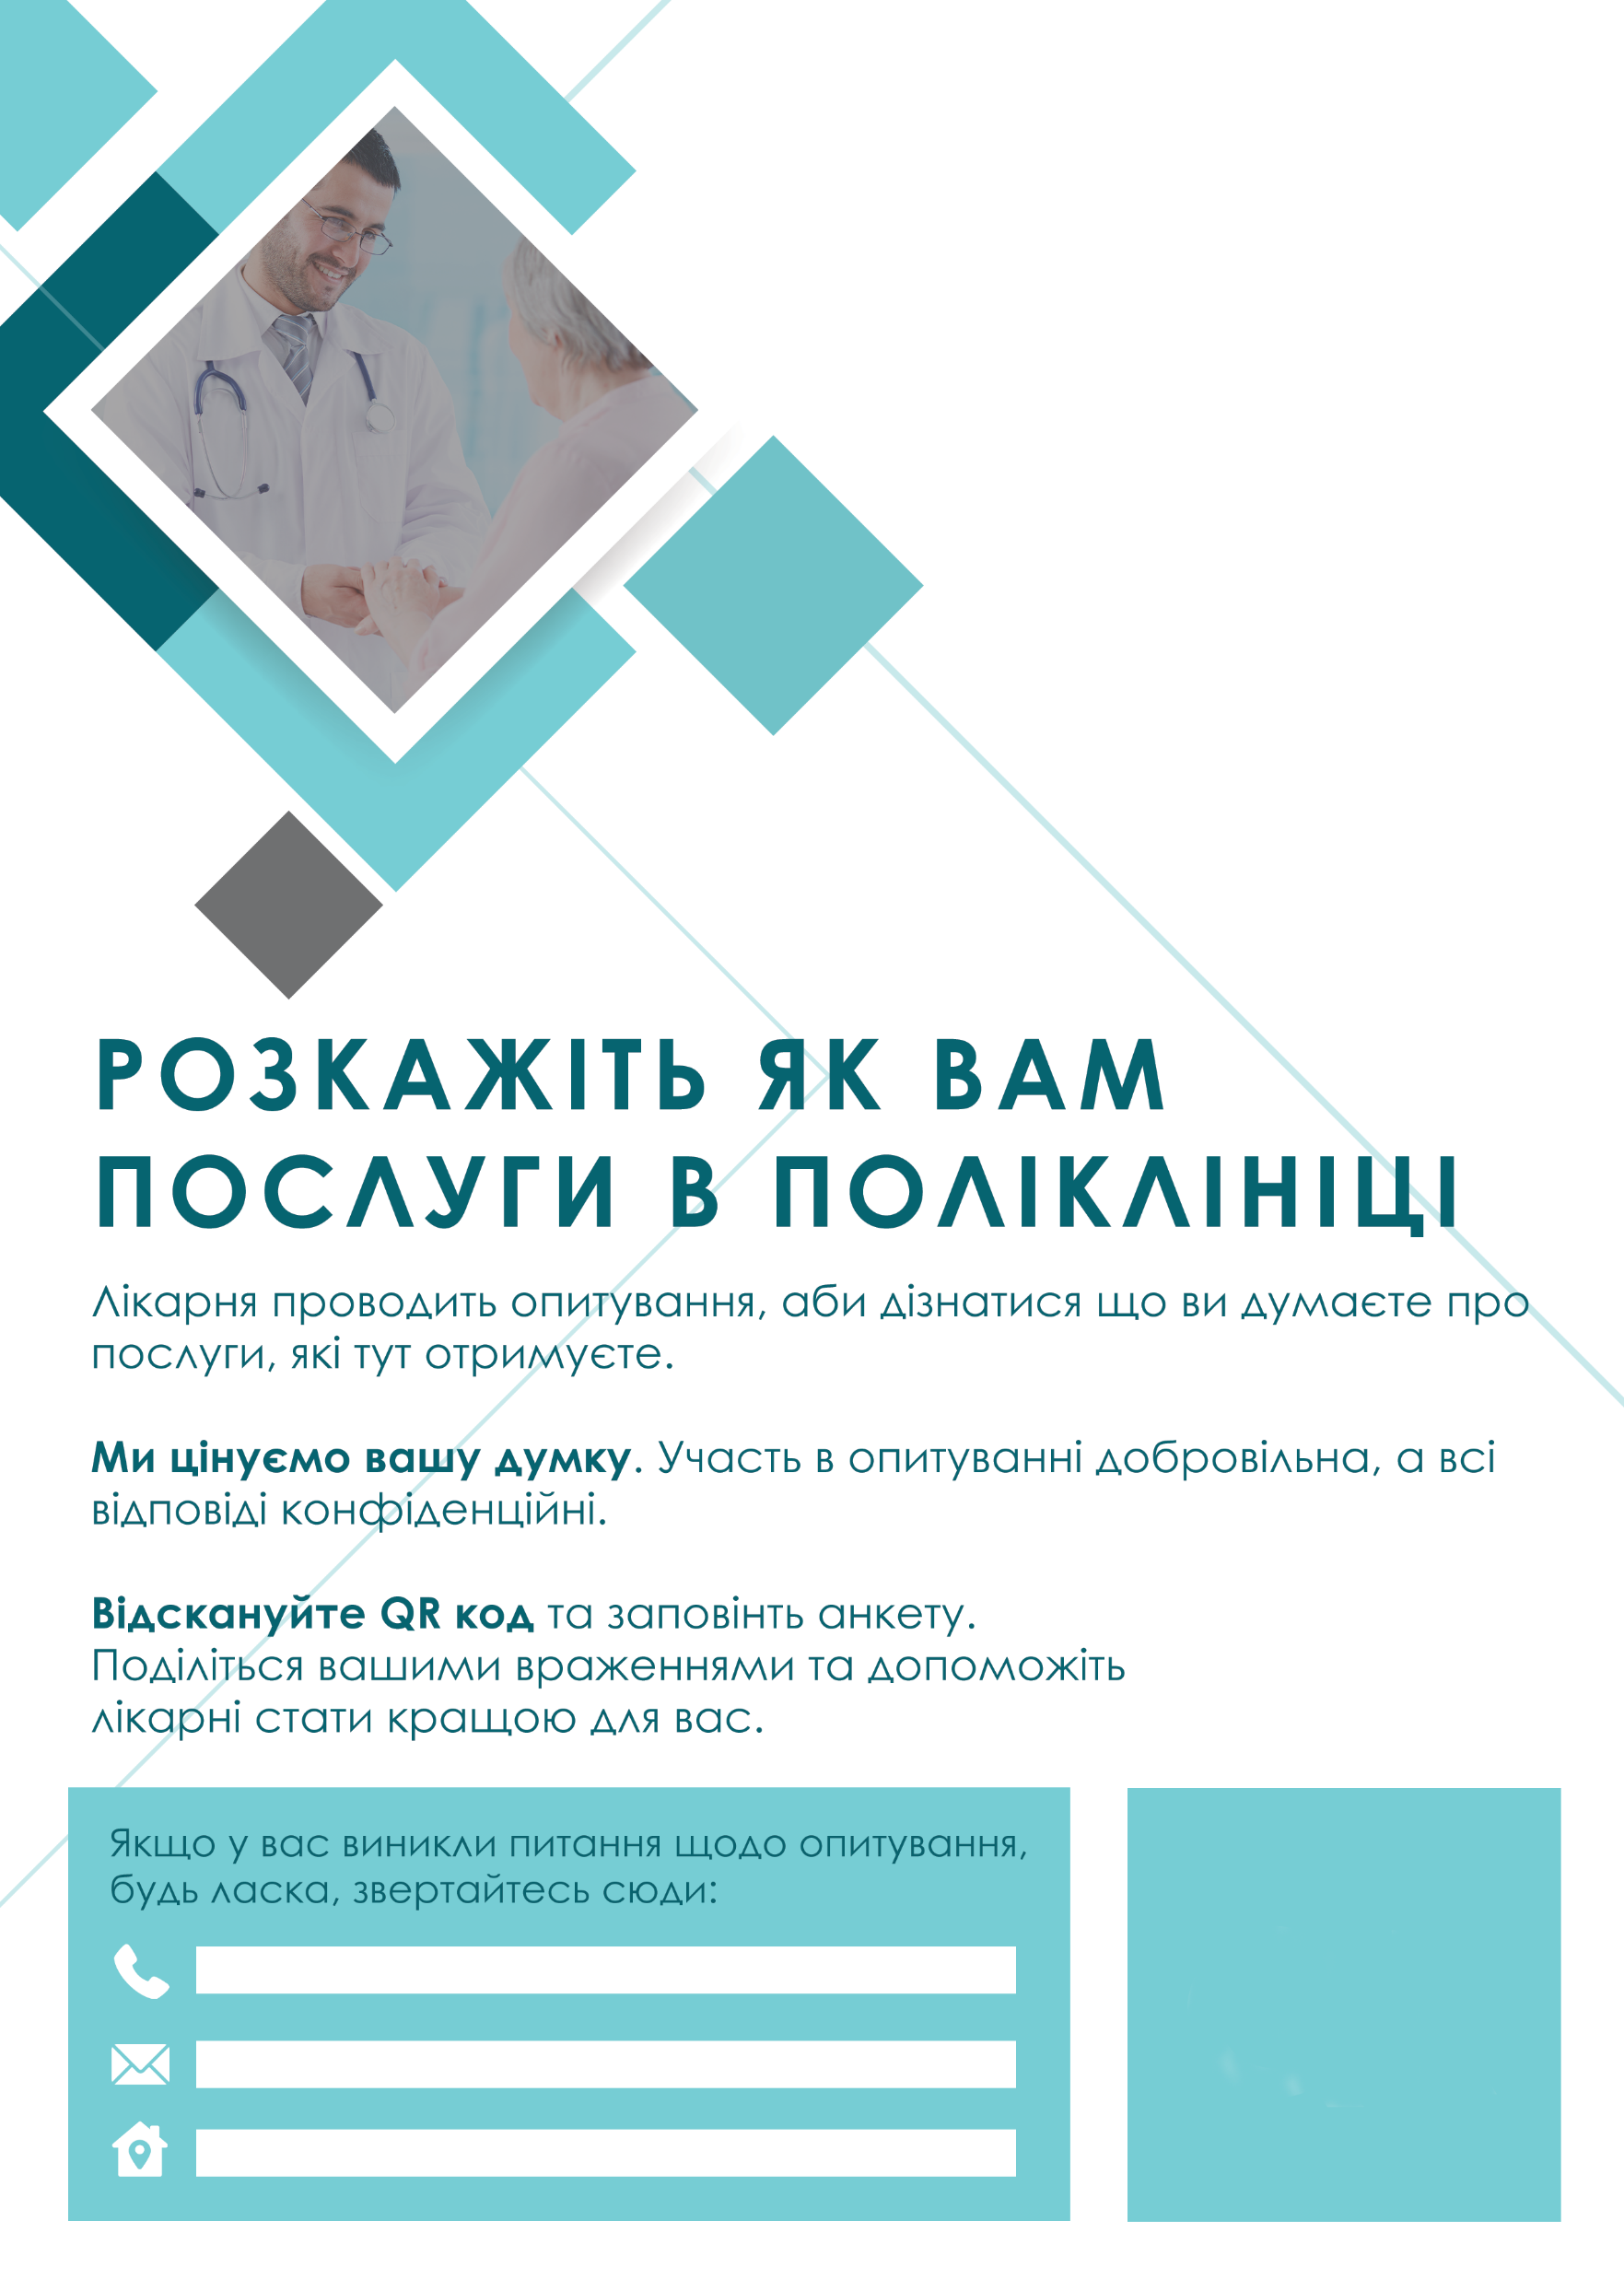 РОЗКАЖІТЬ ЯК ВАМ
ПОСЛУГИ В ПОЛІКЛІНІЦІ
Лікарня проводить опитування, аби дізнатися що ви думаєте про
послуги, які тут отримуєте.
Ми цінуємо вашу думку. Участь в опитуванні добровільна, а всі
відповіді конфіденційні.
Відскануйте QR код та заповінть анкету.
Поділіться вашими враженнями та допоможіть
лікарні стати кращою для вас.
Якщо у вас виникли питання щодо опитування,
будь ласка, звертайтесь сюди: